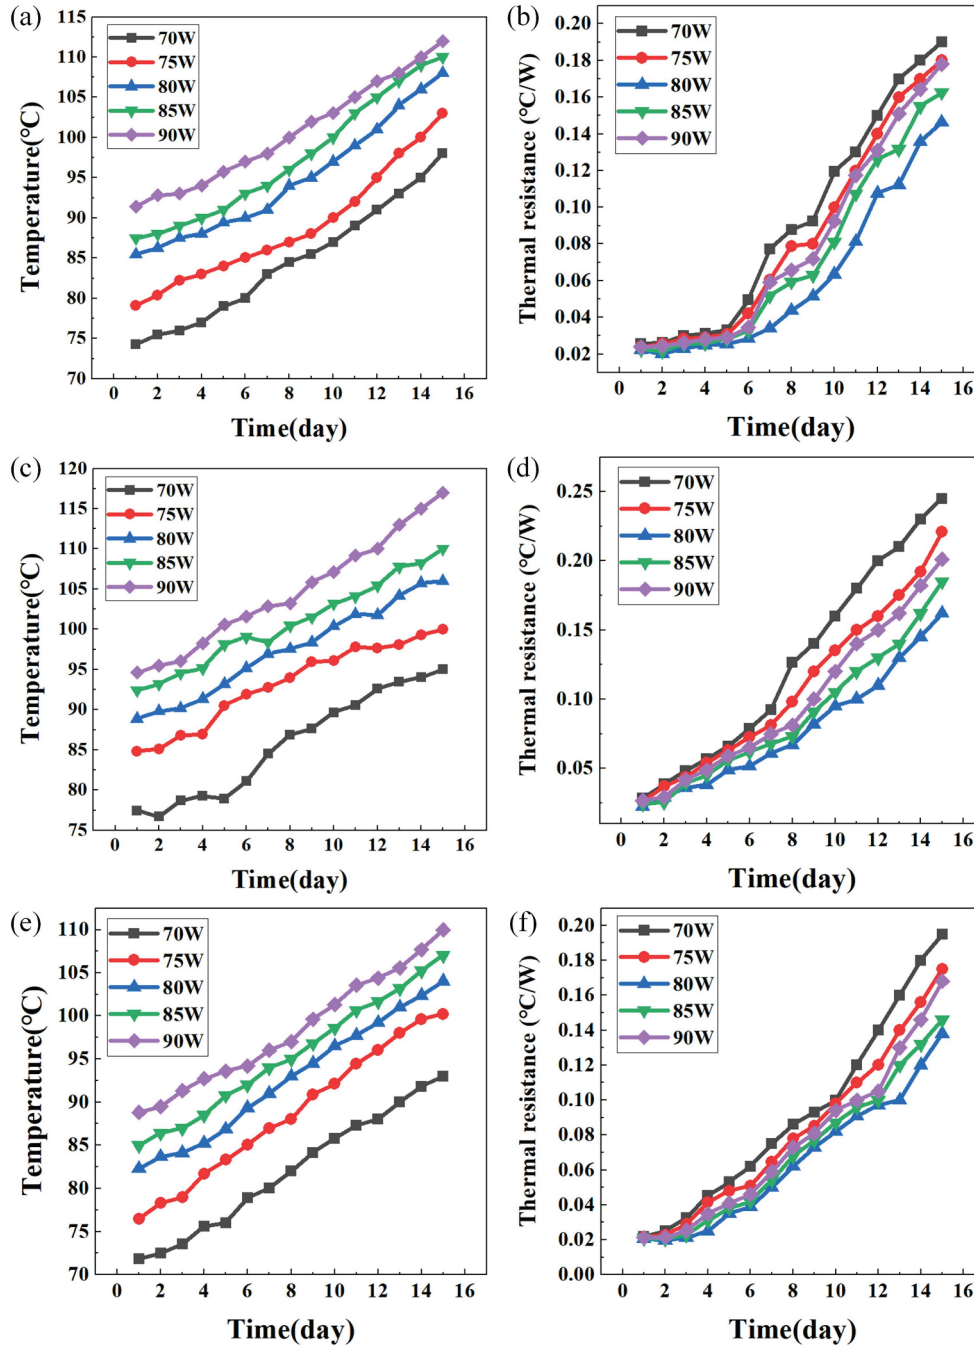 (a)
115
110
105
100
95
90
85
80
75
70
Temperature(℃)
70W
75W
80W
85W
90W
0 2 4 6 8 10 12 14 16
Time(day)
(b)
0.20
0.18
0.16
0.14
0.12
0.10
0.08
0.06
0.04
0.02
Thermal resistance (℃/W)
70W
75W
80W
85W
90W
0 2 4 6 8 10 12 14 16
Time(day)
(c)
120
115
110
105
100
95
90
85
80
75
Temperature(℃)
70W
75W
80W
85W
90W
0 2 4 6 8 10 12 14 16
Time(day)
(d)
0.25
0.20
0.15
0.10
0.05
Thermal resistance (℃/W)
70W
75W
80W
85W
90W
0 2 4 6 8 10 12 14 16
Time(day)
(e)
110
105
100
95
90
85
80
75
70
Temperature(℃)
70W
75W
80W
85W
90W
0 2 4 6 8 10 12 14 16
Time(day)
(f)
0.20
0.18
0.16
0.14
0.12
0.10
0.08
0.06
0.04
0.02
0.00
Thermal resistance (℃/W)
70W
75W
80W
85W
90W
0 2 4 6 8 10 12 14 16
Time(day)